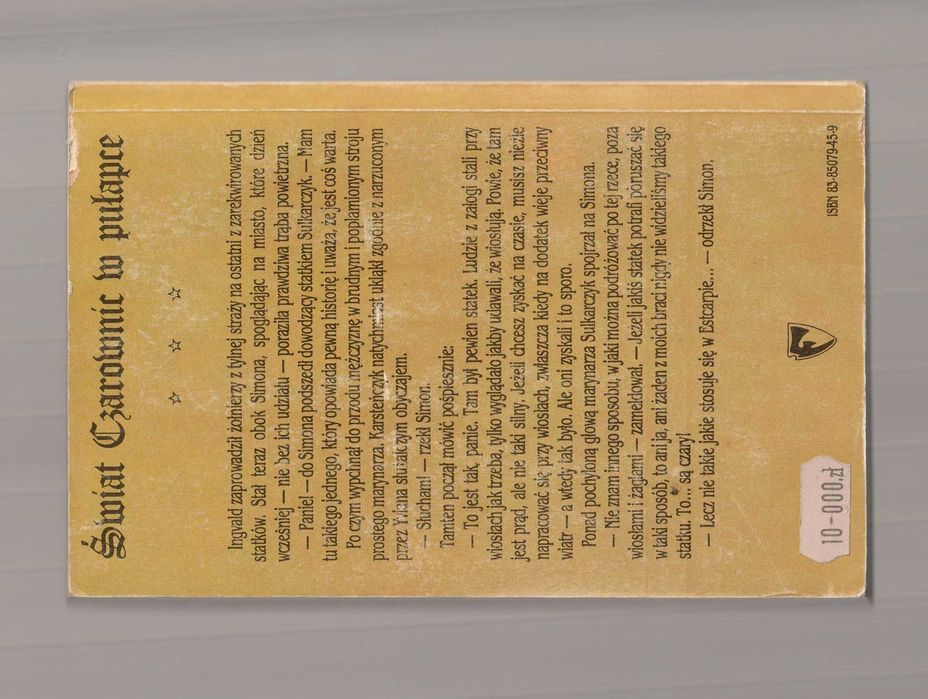 Świat Czarownic w pułapce
Ingvald zaprowadził żołnierzy z tylnej straży na ostatni z zarekwirowanych
statków. Stał teraz obok Simona, spoglądając na miasto, które dzień
wcześniej — nie bez ich udziału — poraziła prawdziwa trąba powietrzna.
— Panie! — do Simona podszedł dowodzący statkiem Sulkarczyk. — Mam
tu takiego jednego, który opowiada pewną historię i uważa, że jest coś warta.
Po czym wypchnął do przodu mężczyznę w brudnym i poplamionym stroju
prostego marynarza. Karsteńczyk natychmiast ukląkł zgodnie z narzuconym
przez Yviana służalczym obyczajem.
— Słucham! — rzekł Simon.
Tamten począł mówić pospiesznie:
— To jest tak, panie. Tam był pewien statek. Ludzie z załogi stali przy
wiosłach jak trzeba, tylko wyglądało jakby udawali, że wiosłują. Powie, że tam
jest prąd, ale nie taki silny. Jeżeli chcesz zyskać na czasie, musisz nieźle
napracować się przy wiosłach, zwłaszcza kiedy na dodatek wieje przeciwny
wiatr — a wtedy jak było. Ale oni zyskali i to sporo.
Ponad pochyloną głową marynarza Sulkarczyk spojrzał na Simona.
— Nie znam innego sposobu, w jaki można podróżować po tej rzece, poza
wiosłami i żaglami — zameldował. — Jeżeli jakiś statek potrafi poruszać się
w taki sposób, to ani ja, ani żaden z moich braci nigdy nie widzieliśmy takiego
statku. To... są czary!
— Lecz nie takie jakie stosuje się w Estcarpie... — odrzekł Simon.
ISBN 83-85079-45-9
10-000.zł